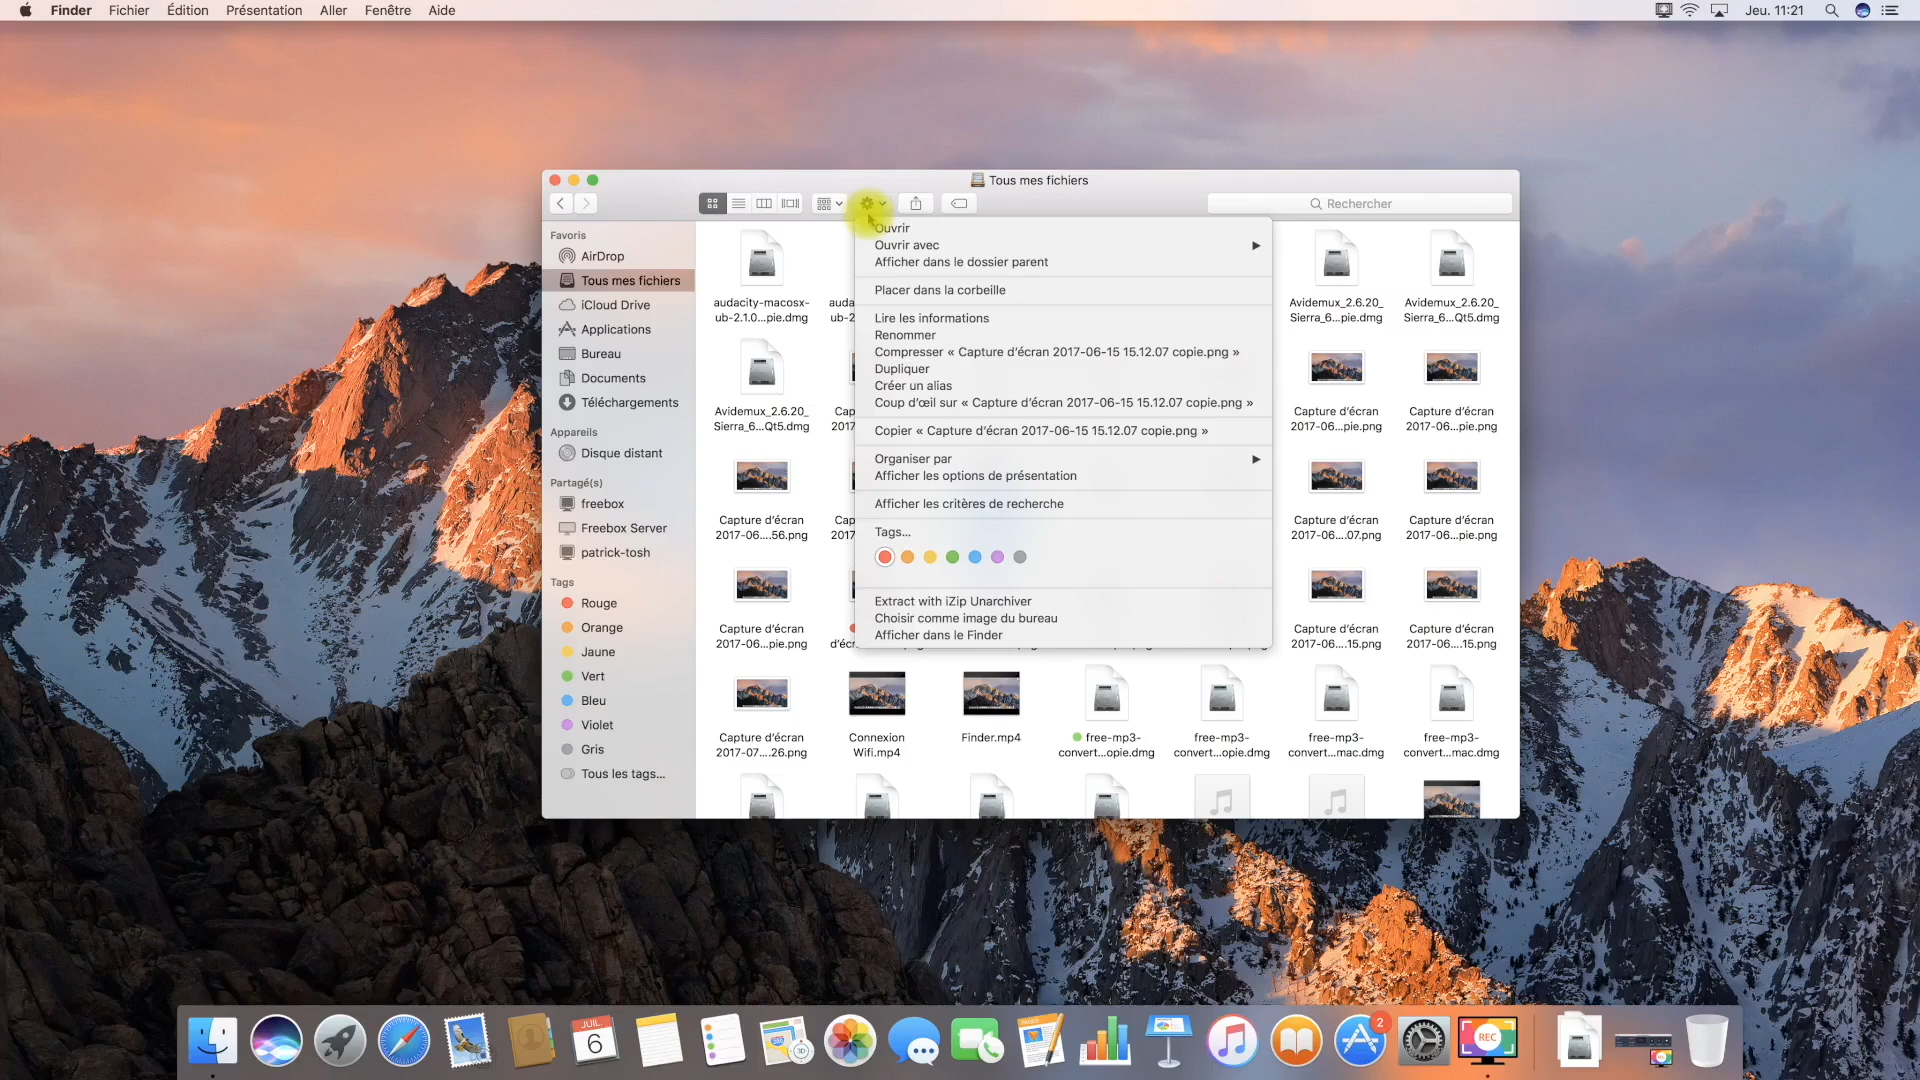 Finder Fichier Édition Présentation Aller Fenêtre Aide
Jeu. 11:21
Tous mes fichiers
Rechercher
Favoris
AirDrop
Tous mes fichiers
iCloud Drive
Applications
Bureau
Documents
Téléchargements
Appareils
Disque distant
Partagé(s)
freebox
Freebox Server
patrick-tosh
Tags
Rouge
Orange
Jaune
Vert
Bleu
Violet
Gris
Tous les tags...
Ouvrir
Ouvrir avec
Afficher dans le dossier parent
Placer dans la corbeille
Lire les informations
Renommer
Compresser « Capture d'écran 2017-06-15 15.12.07 copie.png »
Dupliquer
Créer un alias
Coup d'œil sur « Capture d'écran 2017-06-15 15.12.07 copie.png »
Copier « Capture d'écran 2017-06-15 15.12.07 copie.png »
Organiser par
Afficher les options de présentation
Afficher les critères de recherche
Tags...
Extract with iZip Unarchiver
Choisir comme image du bureau
Afficher dans le Finder
audacity-macosx-
ub-2.1.0...pie.dmg
Avidemux_2.6.20_
Sierra_6...pie.dmg
Avidemux_2.6.20_
Sierra_6...Qt5.dmg
Avidemux_2.6.20_
Sierra_6...Qt5.dmg
Capture d'écran
2017-06...pie.png
Capture d'écran
2017-06...pie.png
Capture d'écran
2017-06....56.png
Capture d'écran
2017-06....07.png
Capture d'écran
2017-06...pie.png
Capture d'écran
2017-06...pie.png
Capture d'écran
2017-06....15.png
Capture d'écran
2017-06....15.png
Capture d'écran
2017-07....26.png
Connexion
Wifi.mp4
Finder.mp4
free-mp3-
convert...opie.dmg
free-mp3-
convert...opie.dmg
free-mp3-
convert...mac.dmg
free-mp3-
convert...mac.dmg
JUIL.
6
3D
PAGES
2
REC